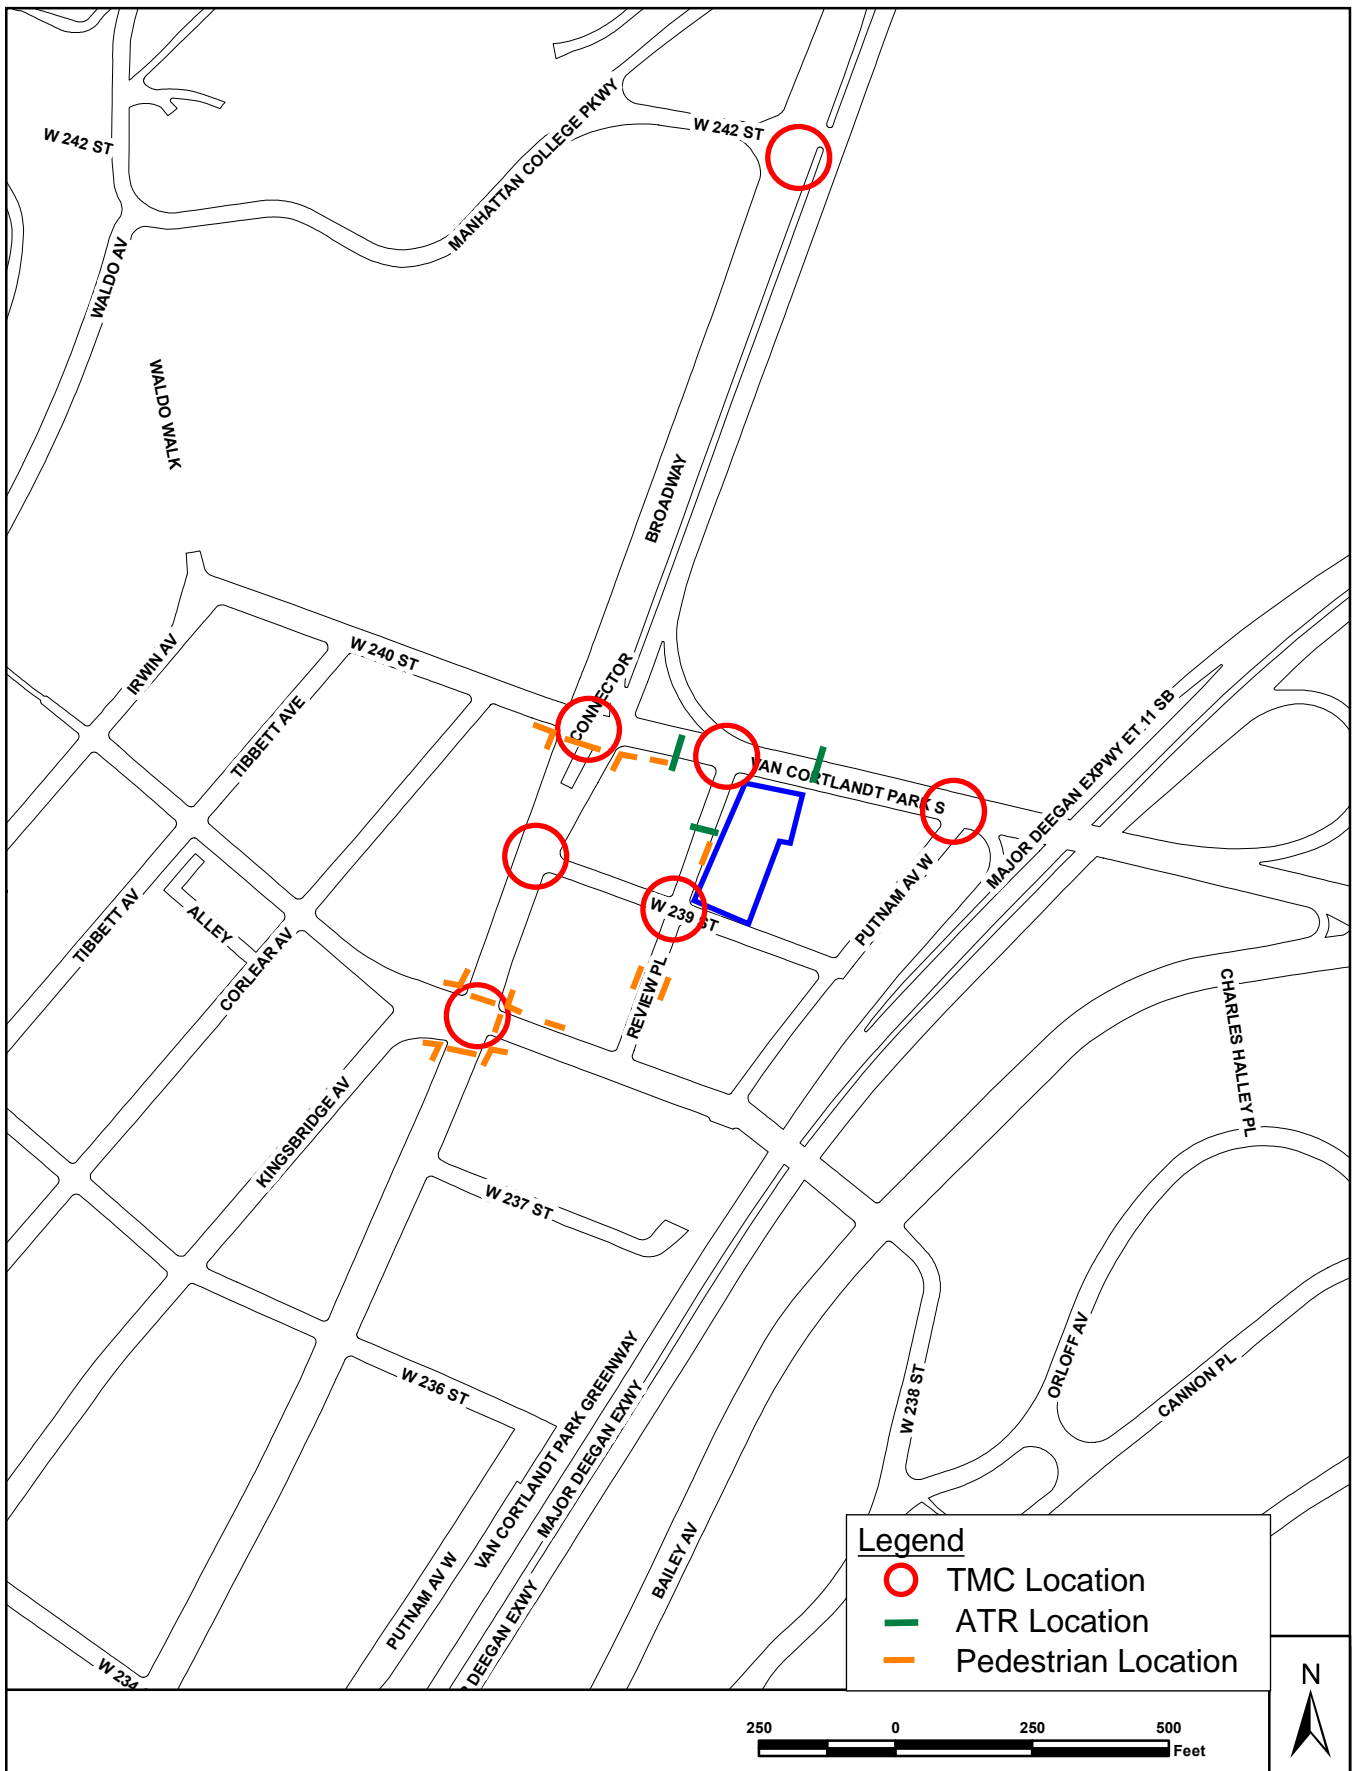 W 242 ST
W 242 ST
MANHATTAN COLLEGE PKWY
WALDO AV
WALDO WALK
BROADWAY
W 240 ST
IRWIN AV
TIBBETT AVE
CONNECTOR
VAN CORTLANDT PARK S
MAJOR DEEGAN EXPWY ET 11 SB
PUTNAM AV W
W 239 ST
TIBBETT AV
ALLEY
CORLEAR AV
REVIEW PL
CHARLES HALLEY PL
KINGSBRIDGE AV
W 237 ST
W 236 ST
VAN CORTLANDT PARK GREENWAY
MAJOR DEEGAN EXWY
W 238 ST
ORLOFF AV
CANNON PL
BAILEY AV
PUTNAM AV W
DEEGAN EXWY
W 234
Legend
TMC Location
ATR Location
Pedestrian Location
N
250 0 250 500
Feet